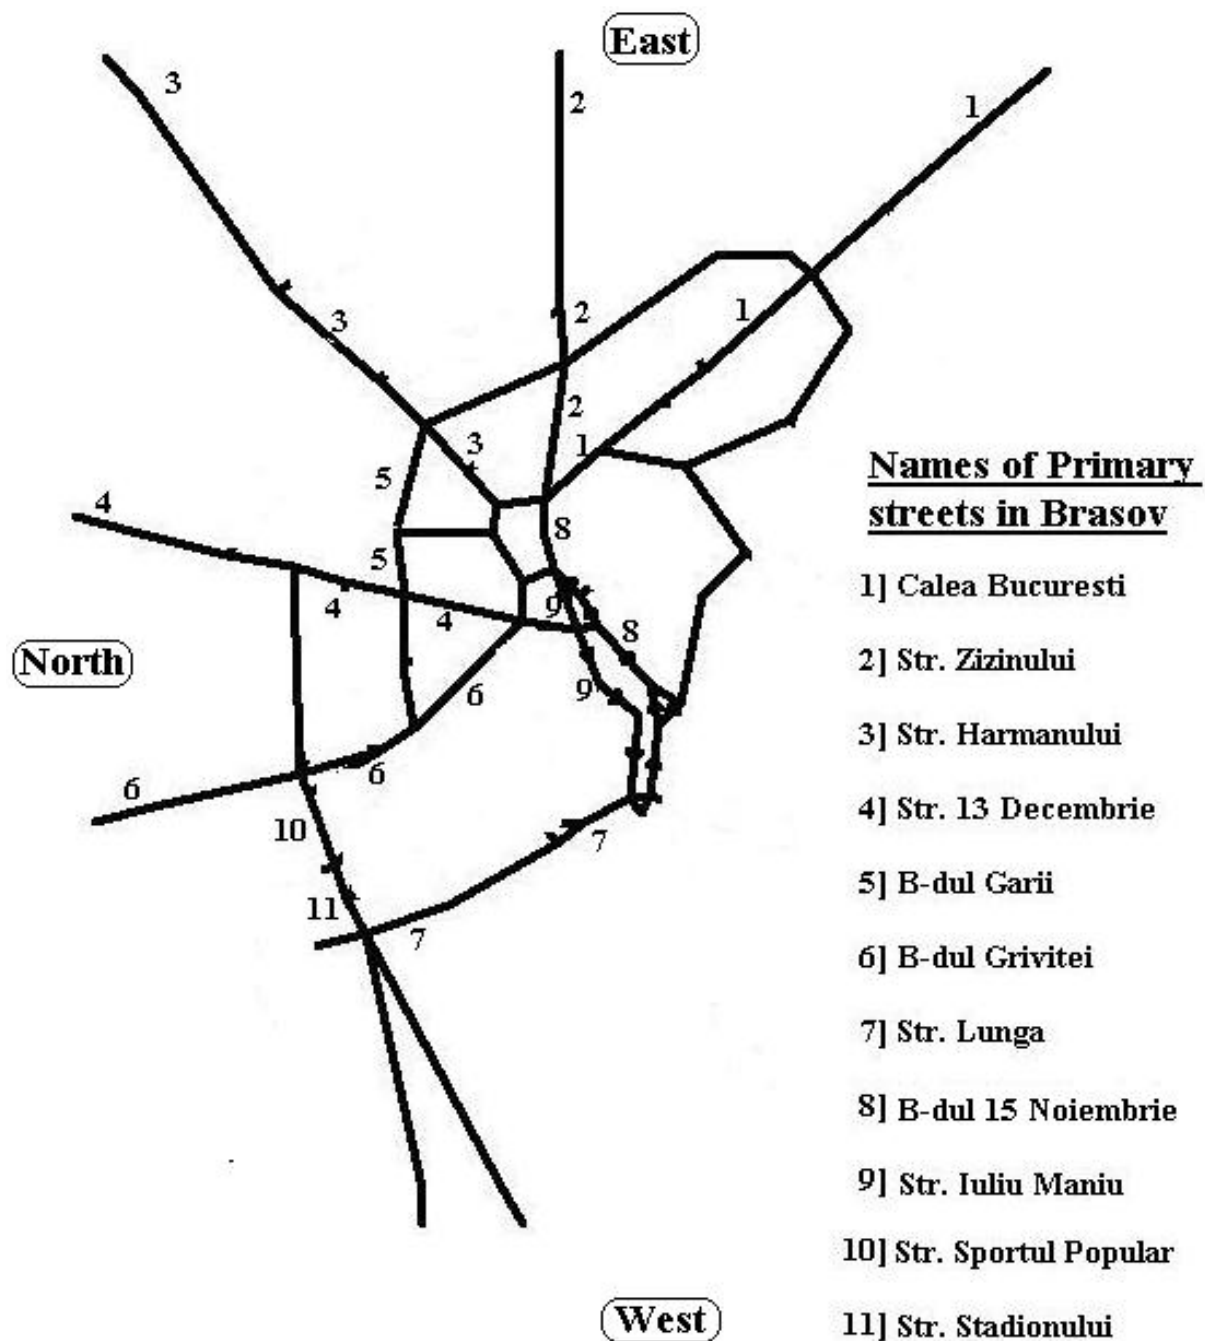 East
3
2
1
3
2
1
2
3
1
5
4
8
5
9
4
4
8
North
6
9
6
6
10
7
11
7
West
Names of Primary
streets in Brasov
1] Calea Bucuresti
2] Str. Zizinului
3] Str. Harmanului
4] Str. 13 Decembrie
5] B-dul Garii
6] B-dul Grivitei
7] Str. Lunga
8] B-dul 15 Noiembrie
9] Str. Iuliu Maniu
10] Str. Sportul Popular
11] Str. Stadionului